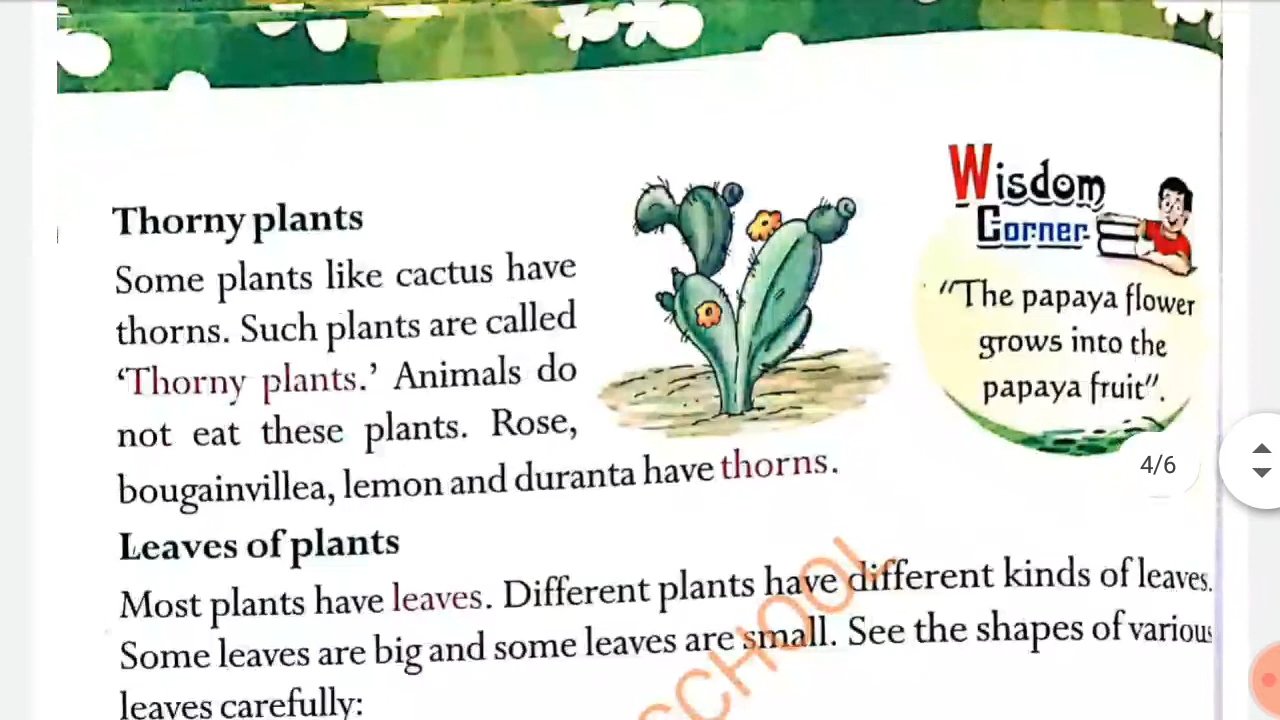 Thorny plants
Some plants like cactus have
thorns. Such plants are called
‘Thorny plants.’ Animals do
not eat these plants. Rose,
bougainvillea, lemon and duranta have thorns.
Wisdom
Corner
“The papaya flower
grows into the
papaya fruit”.
4/6
Leaves of plants
Most plants have leaves. Different plants have different kinds of leaves.
Some leaves are big and some leaves are small. See the shapes of various
leaves carefully:
SCHOOL